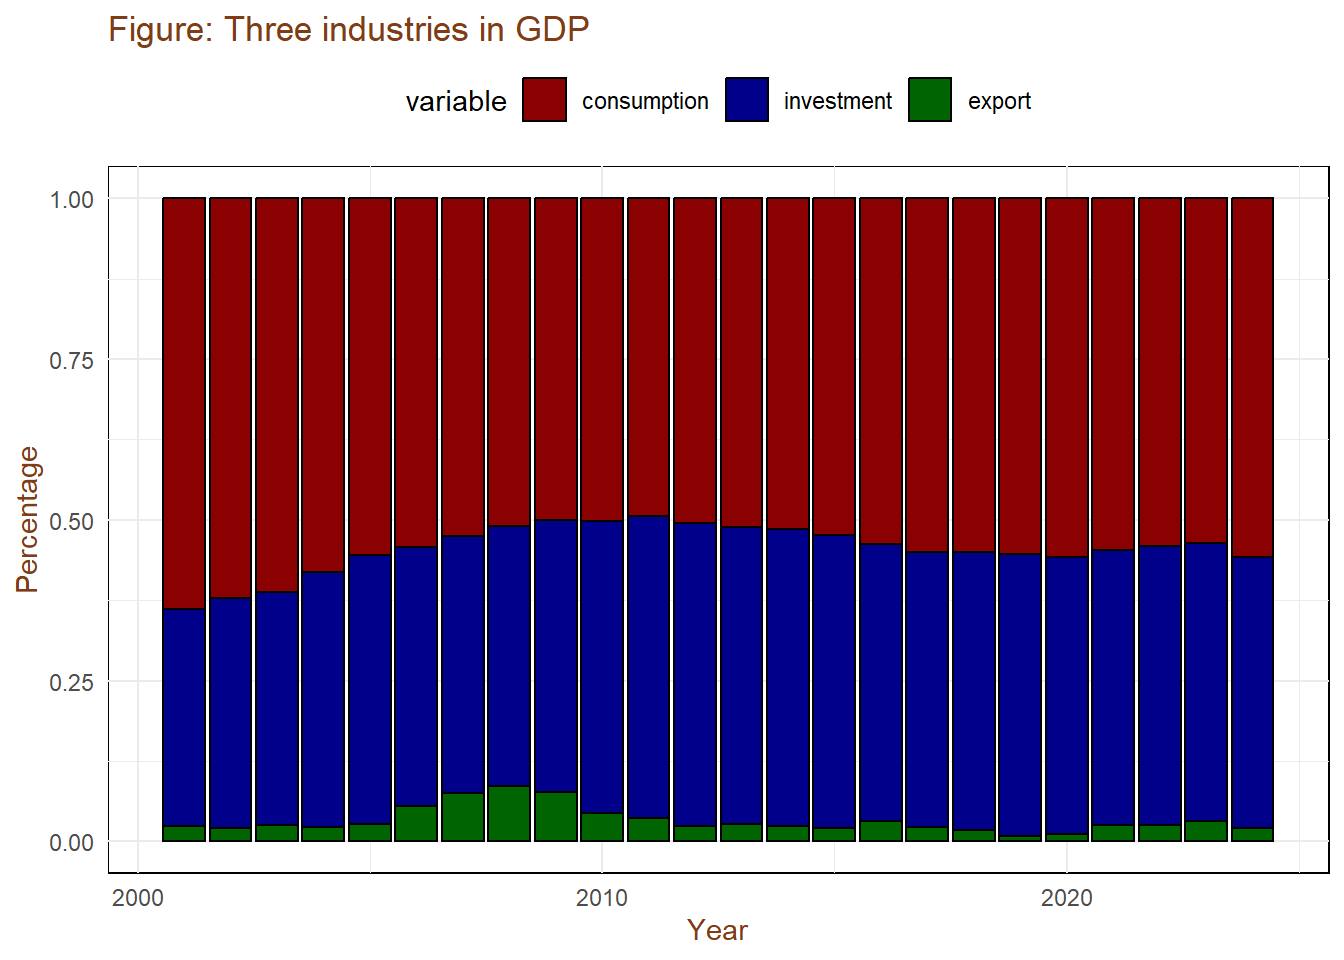 Figure: Three industries in GDP
variable consumption investment export
1.00
0.75
0.50
0.25
0.00
Percentage
2000 2010 2020
Year